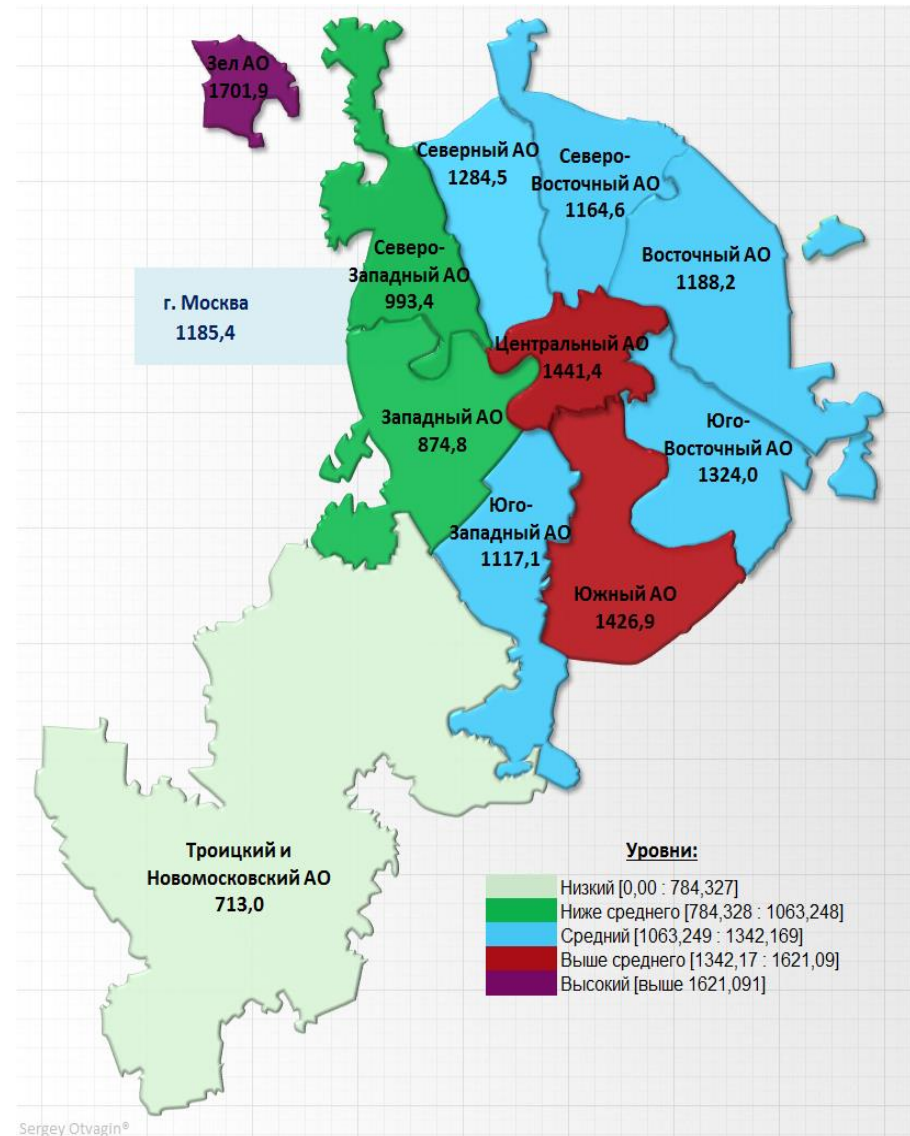 Зел АО
1701,9
Северный АО
1284,5
Северо-
Восточный АО
1164,6
Восточный АО
1188,2
Северо-
Западный АО
993,4
г. Москва
1185,4
Центральный АО
1441,4
Западный АО
874,8
Юго-
Восточный АО
1324,0
Юго-
Западный АО
1117,1
Южный АО
1426,9
Троицкий и
Новомосковский АО
713,0
Уровни:
Низкий [0,00 : 784,327]
Ниже среднего [784,328 : 1063,248]
Средний [1063,249 : 1342,169]
Выше среднего [1342,17 : 1621,09]
Высокий [выше 1621,091]
Sergey Otvagin®